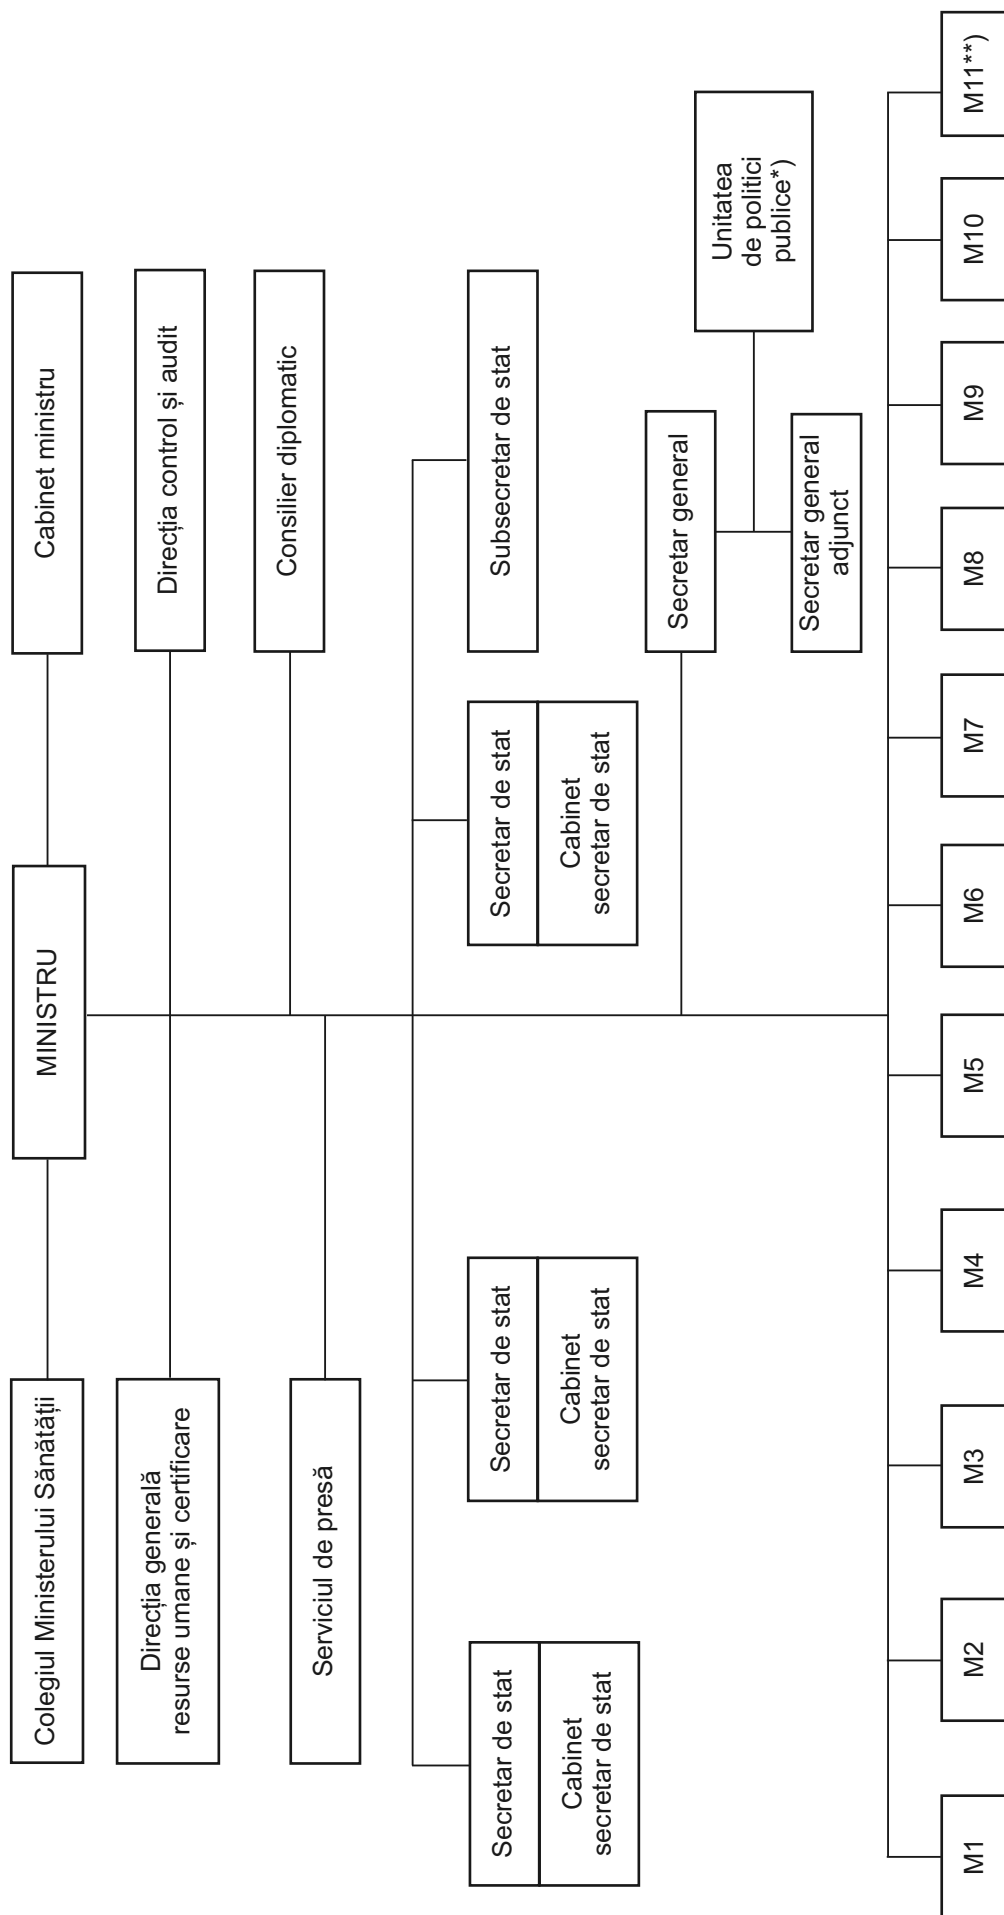 MINISTRU
Colegiul Ministerului Sănătății
Cabinet ministru
Direcția generală
resurse umane și certificare
Direcția control și audit
Serviciul de presă
Consilier diplomatic
Secretar de stat
Cabinet
secretar de stat
Secretar de stat
Cabinet
secretar de stat
Secretar de stat
Cabinet
secretar de stat
Subsecretar de stat
Secretar general
Secretar general
adjunct
Unitatea
de politici
publice*)
M1
M2
M3
M4
M5
M6
M7
M8
M9
M10
M11**)